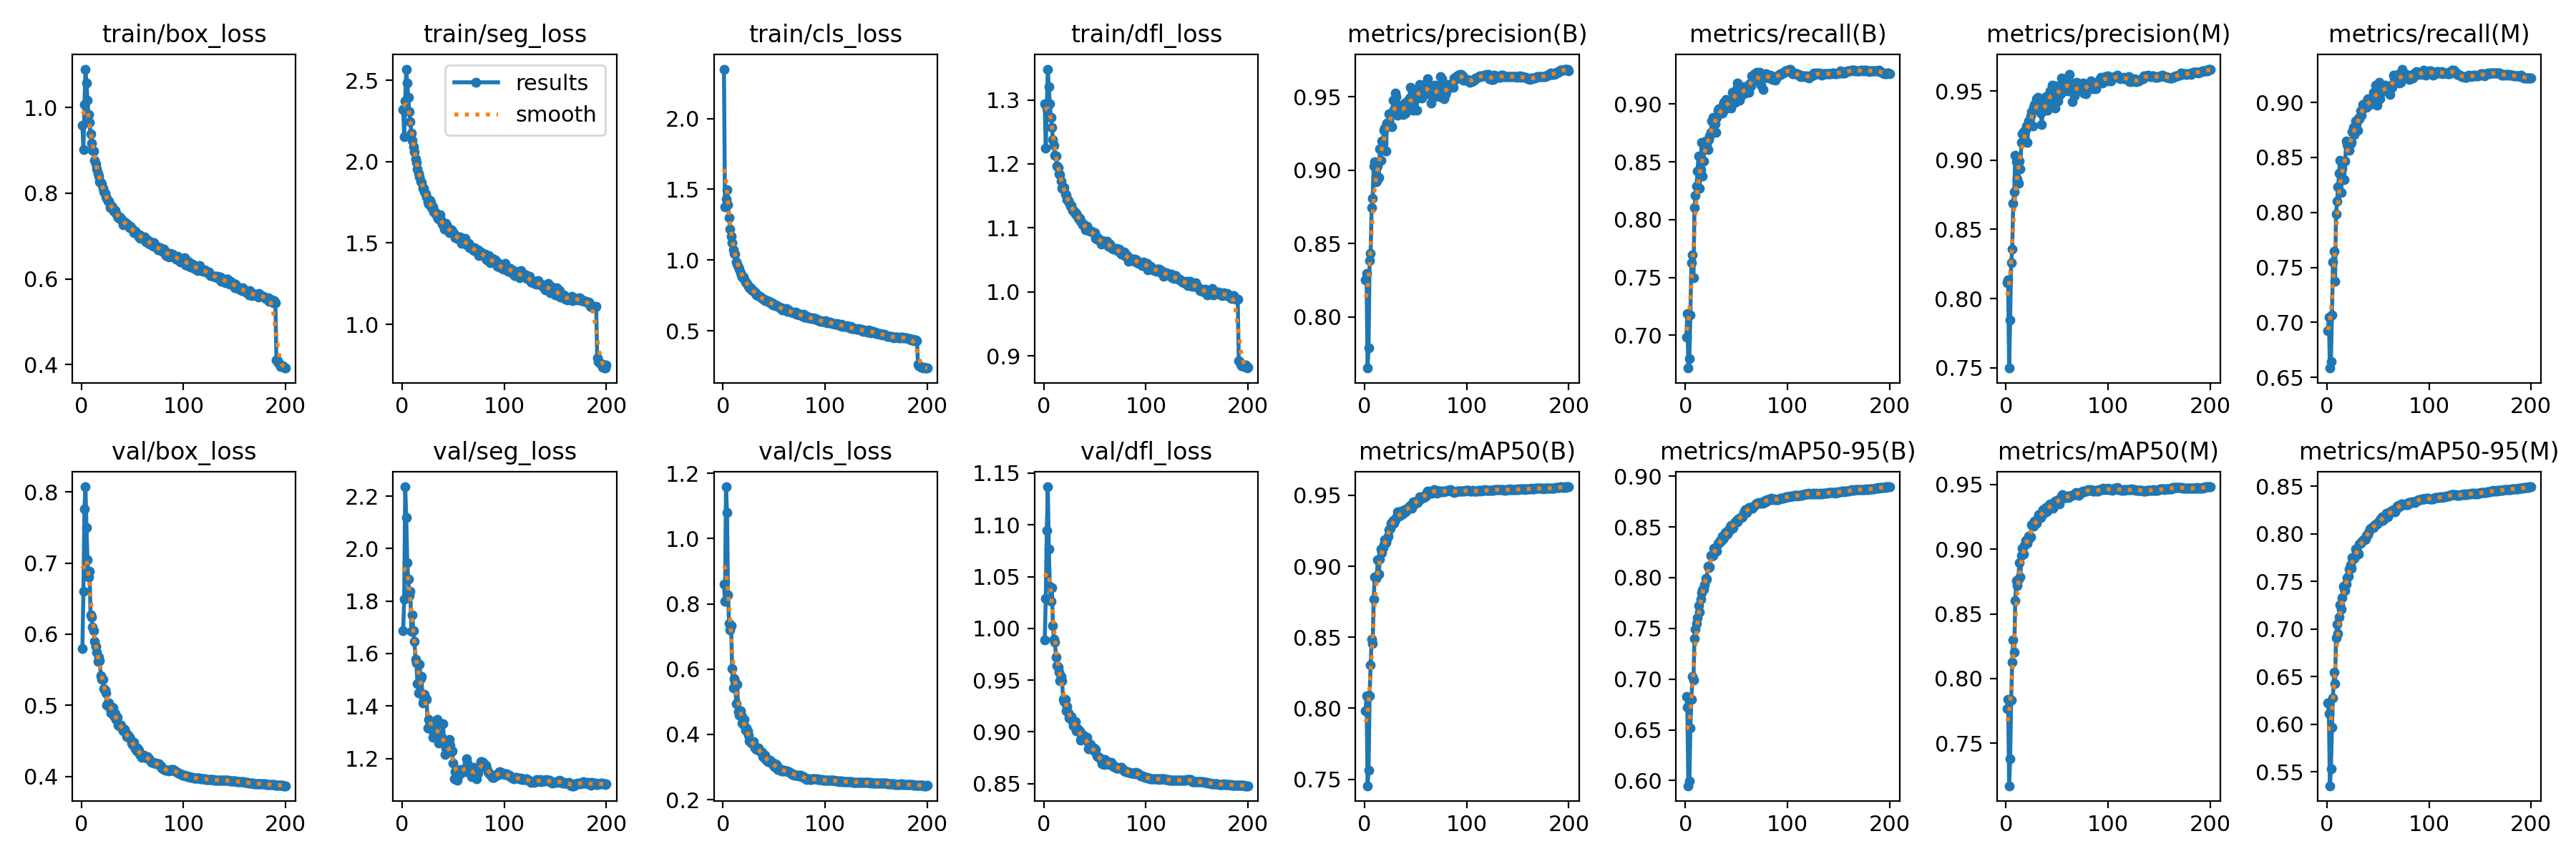 train/box_loss
train/seg_loss
train/cls_loss
train/dfl_loss
metrics/precision(B)
metrics/recall(B)
metrics/precision(M)
metrics/recall(M)
1.0
0.8
0.6
0.4
0 100 200
2.5
2.0
1.5
1.0
results
smooth
0 100 200
2.0
1.5
1.0
0.5
0 100 200
1.3
1.2
1.1
1.0
0.9
0 100 200
0.95
0.90
0.85
0.80
0 100 200
0.90
0.85
0.80
0.75
0.70
0 100 200
0.95
0.90
0.85
0.80
0.75
0 100 200
0.90
0.85
0.80
0.75
0.70
0.65
0 100 200
val/box_loss
val/seg_loss
val/cls_loss
val/dfl_loss
metrics/mAP50(B)
metrics/mAP50-95(B)
metrics/mAP50(M)
metrics/mAP50-95(M)
0.8
0.7
0.6
0.5
0.4
0 100 200
2.2
2.0
1.8
1.6
1.4
1.2
0 100 200
1.2
1.0
0.8
0.6
0.4
0.2
0 100 200
1.15
1.10
1.05
1.00
0.95
0.90
0.85
0 100 200
0.95
0.90
0.85
0.80
0.75
0 100 200
0.90
0.85
0.80
0.75
0.70
0.65
0.60
0 100 200
0.95
0.90
0.85
0.80
0.75
0 100 200
0.85
0.80
0.75
0.70
0.65
0.60
0.55
0 100 200